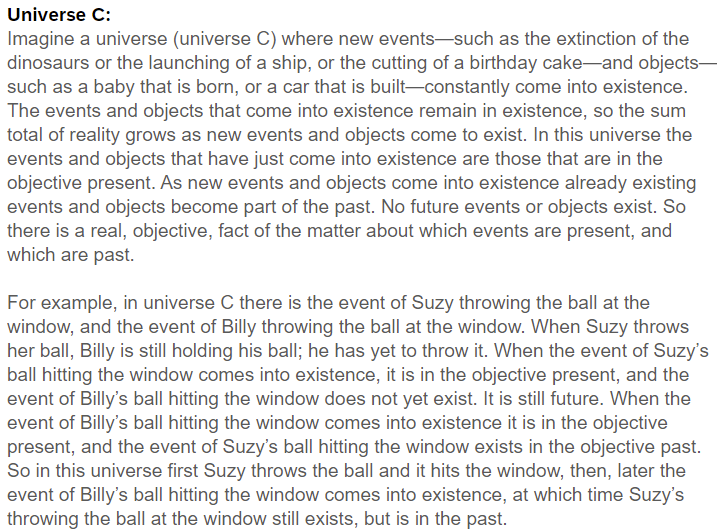 Universe C:
Imagine a universe (universe C) where new events—such as the extinction of the
dinosaurs or the launching of a ship, or the cutting of a birthday cake—and objects—
such as a baby that is born, or a car that is built—constantly come into existence.
The events and objects that come into existence remain in existence, so the sum
total of reality grows as new events and objects come to exist. In this universe the
events and objects that have just come into existence are those that are in the
objective present. As new events and objects come into existence already existing
events and objects become part of the past. No future events or objects exist. So
there is a real, objective, fact of the matter about which events are present, and
which are past.
For example, in universe C there is the event of Suzy throwing the ball at the
window, and the event of Billy throwing the ball at the window. When Suzy throws
her ball, Billy is still holding his ball; he has yet to throw it. When the event of Suzy’s
ball hitting the window comes into existence, it is in the objective present, and the
event of Billy’s ball hitting the window does not yet exist. It is still future. When the
event of Billy’s ball hitting the window comes into existence it is in the objective
present, and the event of Suzy’s ball hitting the window exists in the objective past.
So in this universe first Suzy throws the ball and it hits the window, then, later the
event of Billy’s ball hitting the window comes into existence, at which time Suzy’s
throwing the ball at the window still exists, but is in the past.